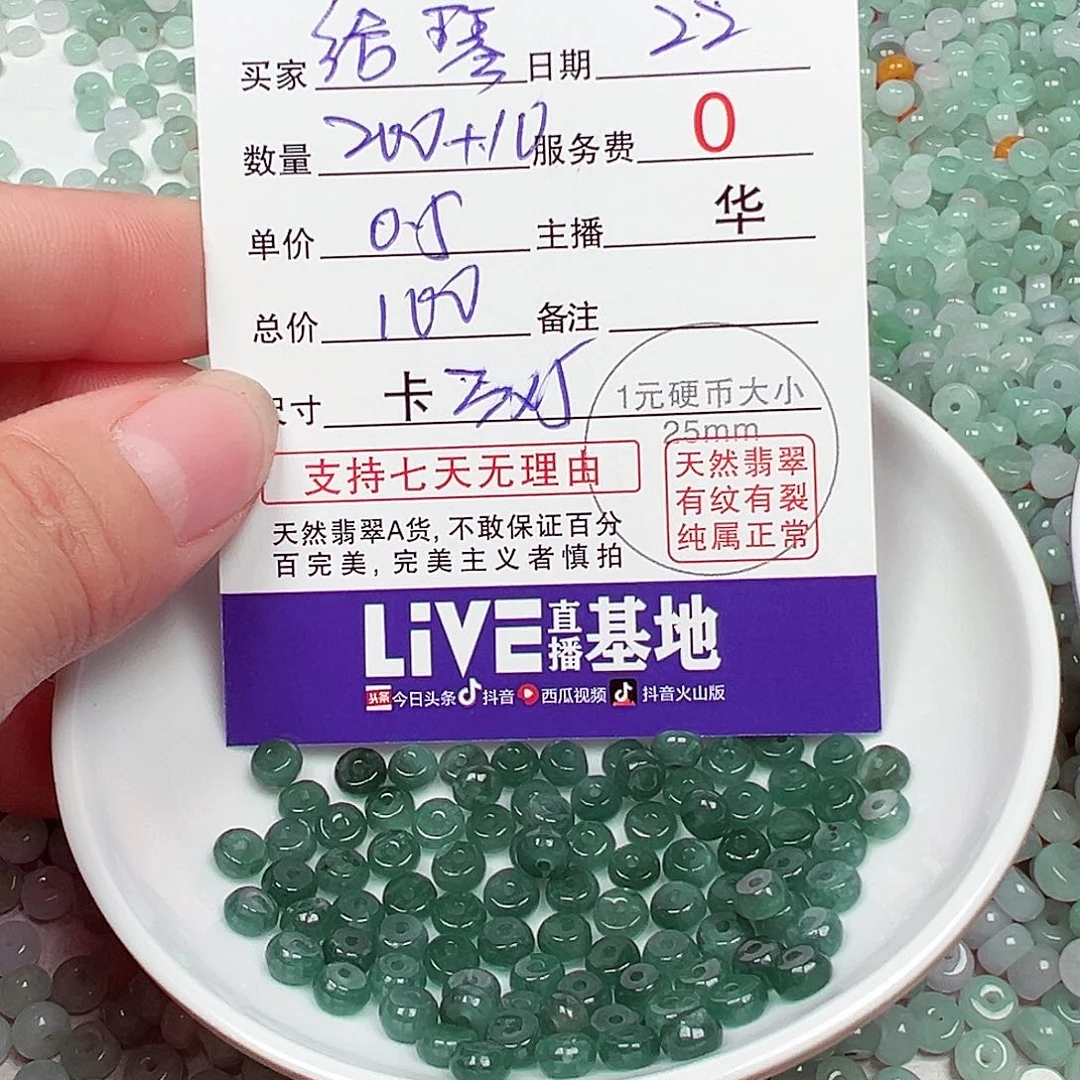 买家 结琴 日期 22
数量 200+10 服务费 0
单价 0.5 主播 华
总价 100 备注
尺寸 卡 3x5 1元硬币大小
25mm
支持七天无理由
天然翡翠A货,不敢保证百分
百完美,完美主义者慎拍
天然翡翠
有纹有裂
纯属正常
LiVE直播基地
头条 今日头条 抖音 西瓜视频 抖音火山版